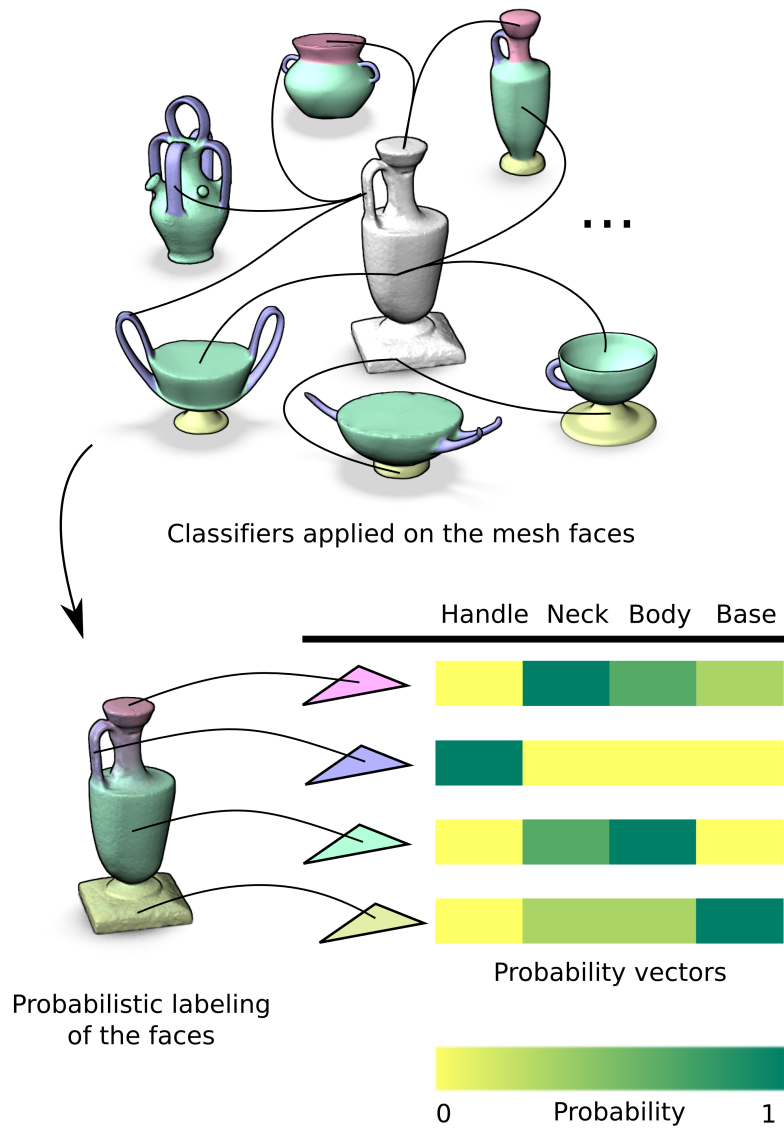 ...
Classifiers applied on the mesh faces
Handle Neck Body Base
Probability vectors
Probabilistic labeling
of the faces
0 Probability 1